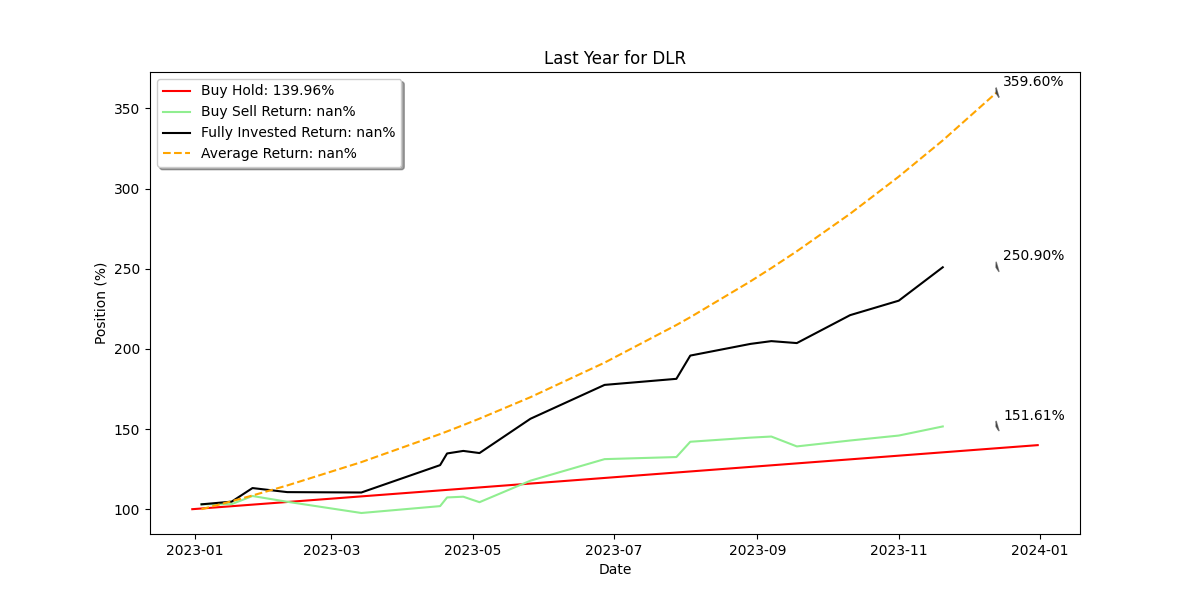 Last Year for DLR
Buy Hold: 139.96%
Buy Sell Return: nan%
Fully Invested Return: nan%
Average Return: nan%
359.60%
250.90%
151.61%
Position (%)
350
300
250
200
150
100
2023-01
2023-03
2023-05
2023-07
2023-09
2023-11
2024-01
Date